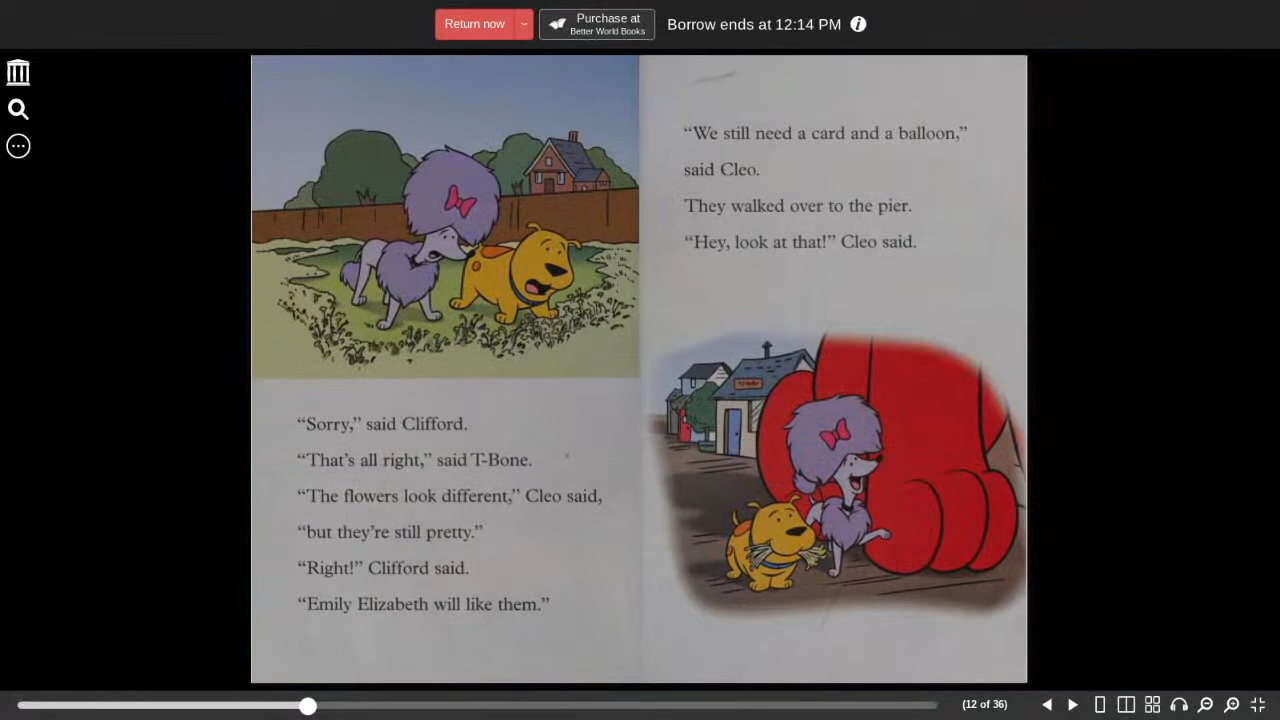 Return now
Purchase at
Better World Books
Borrow ends at 12:14 PM
“Sorry,” said Clifford.
“That’s all right,” said T-Bone.
“The flowers look different,” Cleo said,
“but they’re still pretty.”
“Right!” Clifford said.
“Emily Elizabeth will like them.”
“We still need a card and a balloon,”
said Cleo.
They walked over to the pier.
“Hey, look at that!” Cleo said.
(12 of 36)